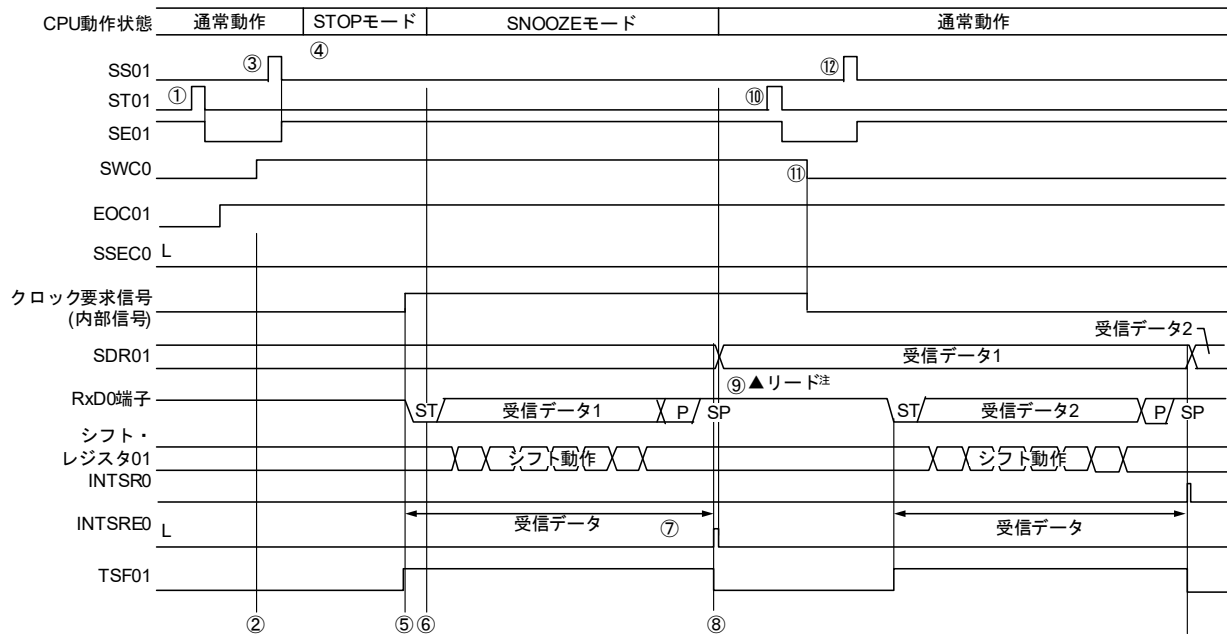 CPU動作状態 通常動作 STOPモード SNOOZEモード 通常動作
④
SS01 ③ ⑫
ST01 ① ⑩
SE01
SWC0 ⑪
EOC01
SSEC0 L
クロック要求信号
(内部信号)
受信データ2
SDR01 受信データ1
⑨▲リード注
RxD0端子 ST 受信データ1 P SP ST 受信データ2 P SP
シフト・
レジスタ01 シフト動作 シフト動作
INTSR0
INTSRE0 L 受信データ ⑦ 受信データ
TSF01
② ⑤ ⑥ ⑧